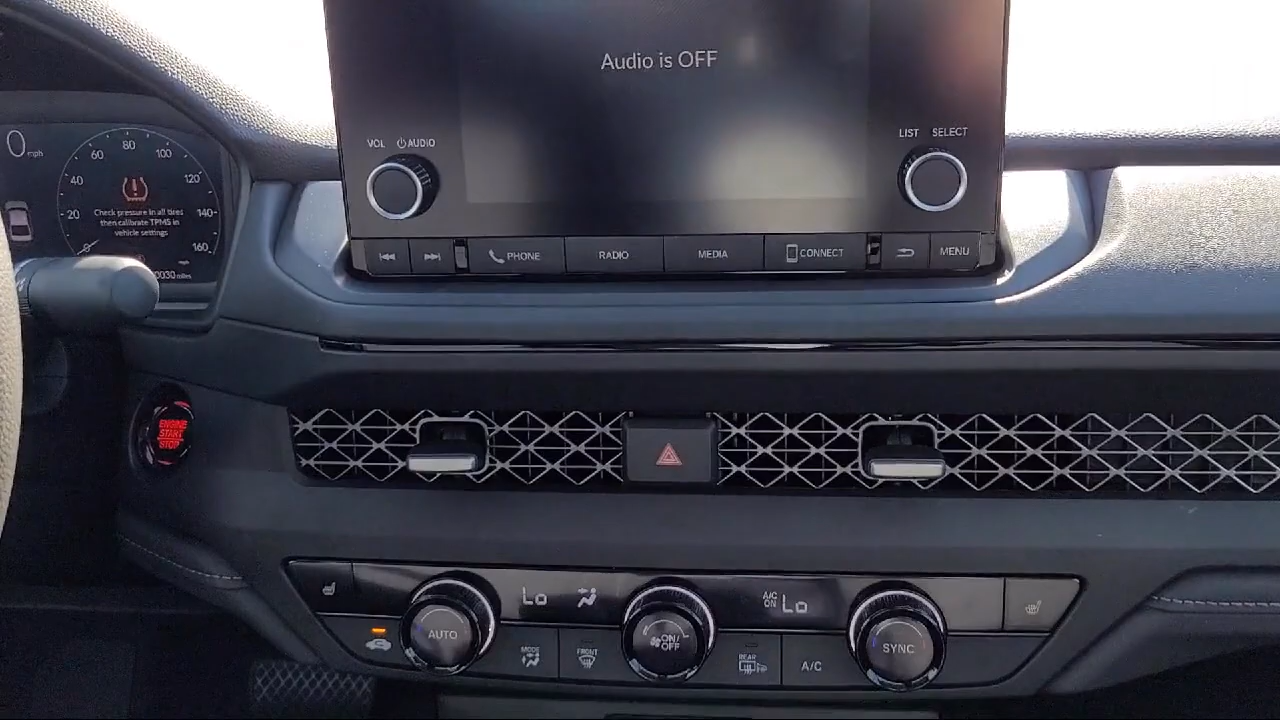 Audio is OFF
VOL
AUDIO
LIST
SELECT
0 mph
20
40
60
80
100
120
140
160
0
Check pressure in all tires
then calibrate TPMS in
vehicle settings
miles
PHONE
RADIO
MEDIA
CONNECT
MENU
ENGINE
START
STOP
Lo
A/C
ON
Lo
AUTO
MODE
FRONT
ON/
OFF
REAR
A/C
SYNC